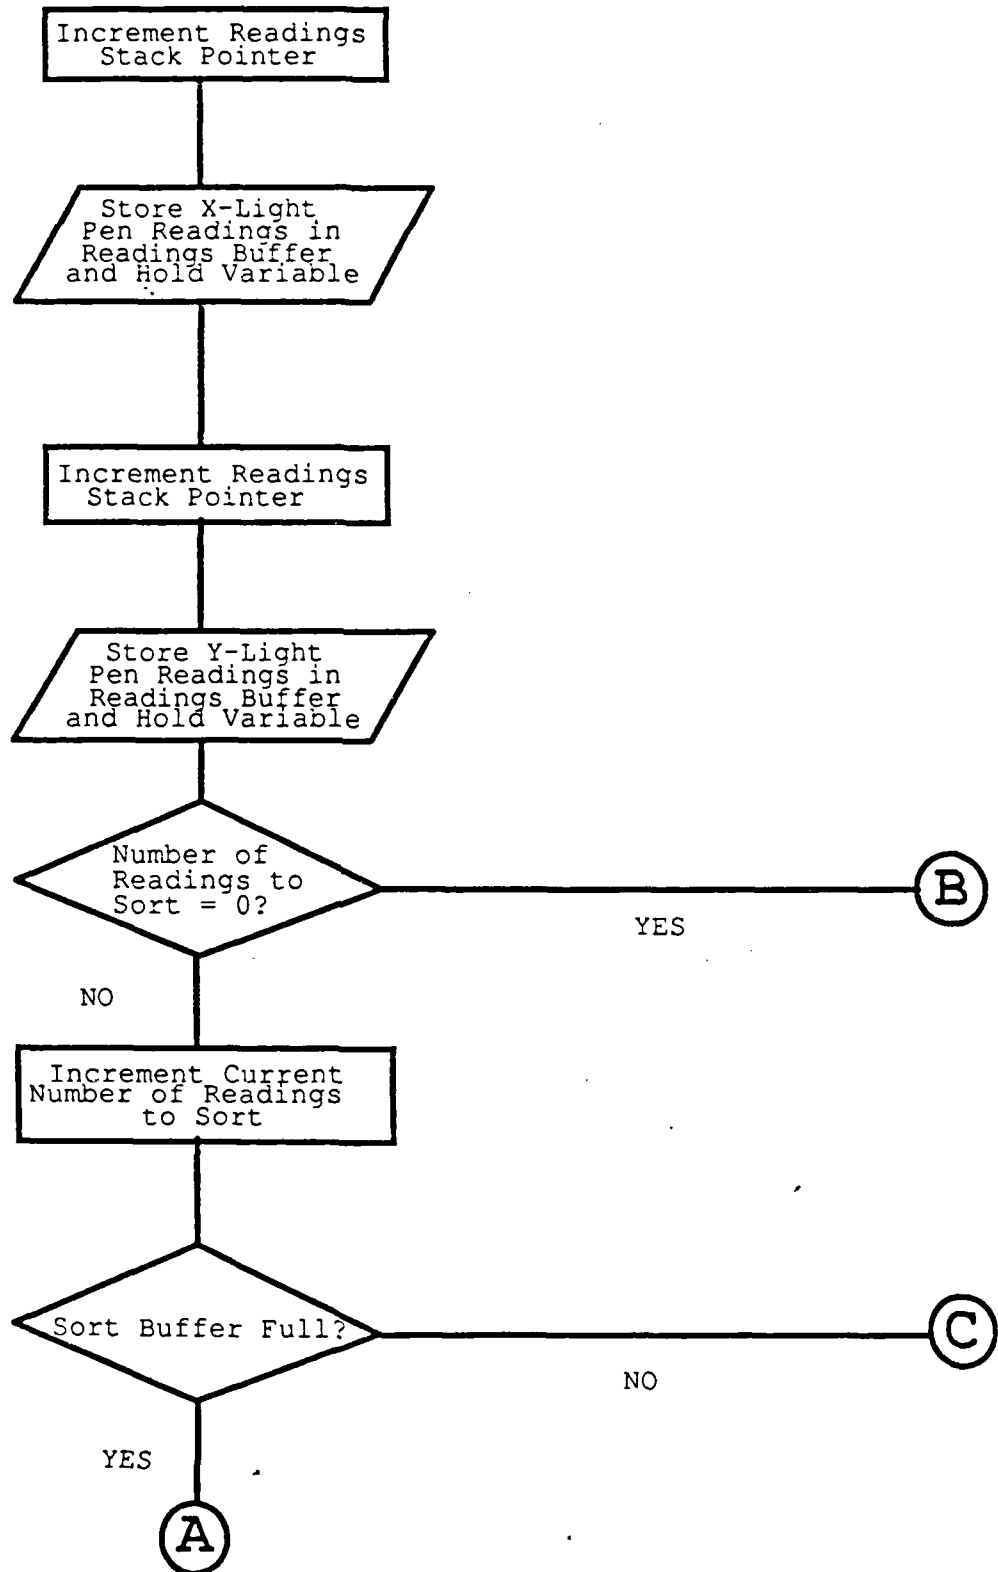 Increment Readings
Stack Pointer
Store X-Light
Pen Readings in
Readings Buffer
and Hold Variable
Increment Readings
Stack Pointer
Store Y-Light
Pen Readings in
Readings Buffer
and Hold Variable
Number of
Readings to
Sort = 0?
B
YES
NO
Increment Current
Number of Readings
to Sort
Sort Buffer Full?
C
NO
YES
A